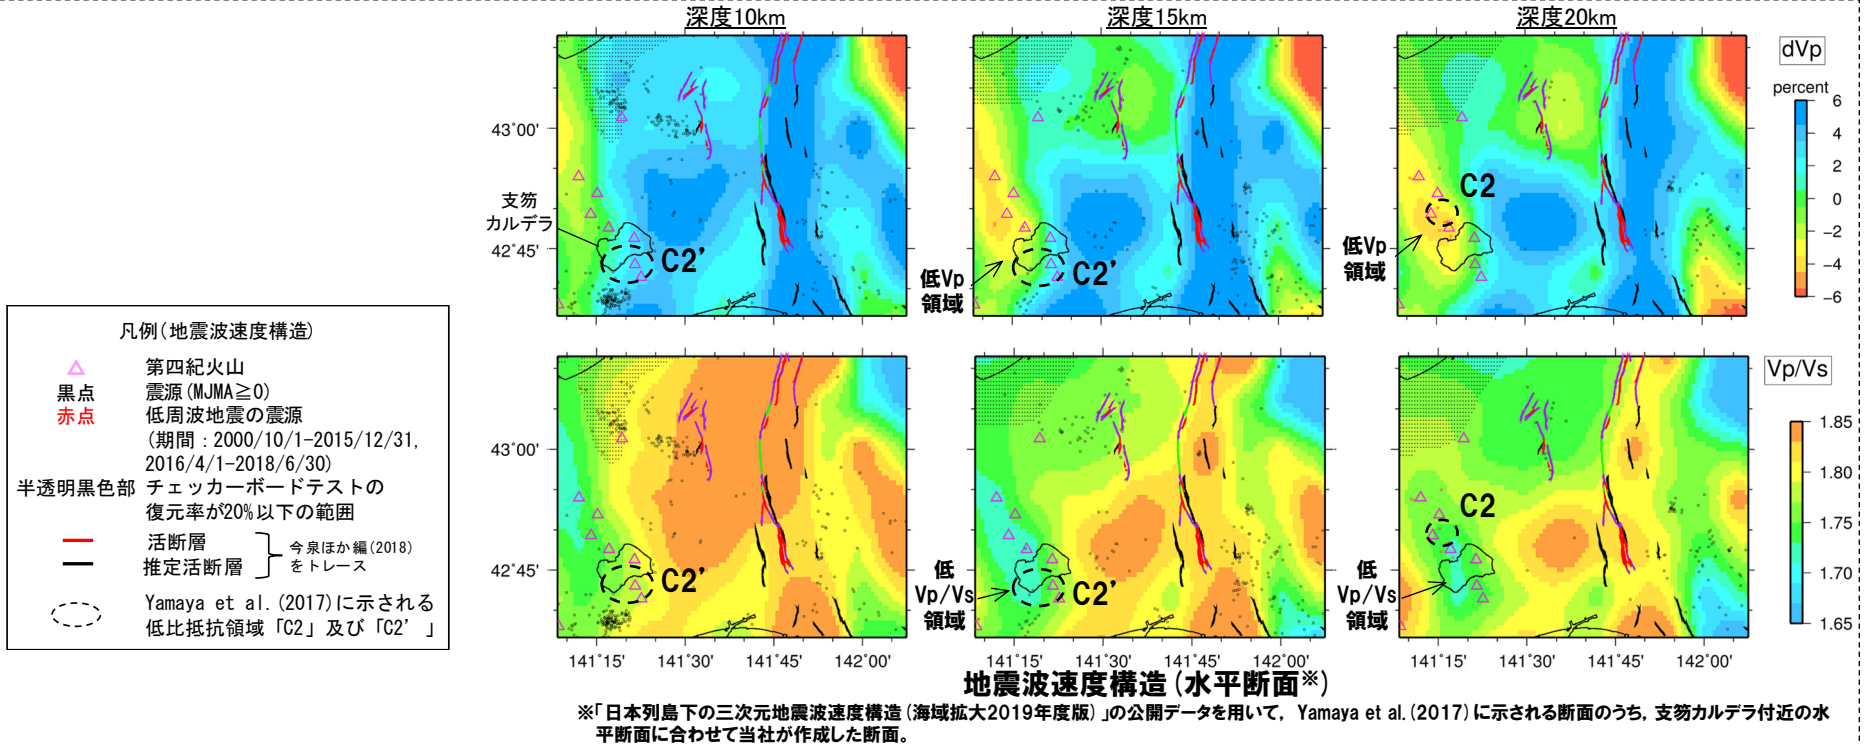 深度10km
深度15km
深度20km
dVp
percent
6
4
2
0
-2
-4
-6
43°00'
42°45'
支笏
カルデラ
C2'
低Vp
領域
C2'
低Vp
領域
C2
Vp/Vs
1.85
1.80
1.75
1.70
1.65
43°00'
42°45'
C2'
低
Vp/Vs
領域
C2'
低
Vp/Vs
領域
C2
141°15' 141°30' 141°45' 142°00'
141°15' 141°30' 141°45' 142°00'
141°15' 141°30' 141°45' 142°00'
凡例(地震波速度構造)
第四紀火山
黒点 震源(MJMA≧0)
赤点 低周波地震の震源
(期間:2000/10/1-2015/12/31,
2016/4/1-2018/6/30)
半透明黒色部 チェッカーボードテストの
復元率が20%以下の範囲
活断層
推定活断層
今泉ほか編(2018)
をトレース
Yamaya et al.(2017)に示される
低比抵抗領域「C2」及び「C2'」
地震波速度構造(水平断面※)
※「日本列島下の三次元地震波速度構造(海域拡大2019年度版)」の公開データを用いて, Yamaya et al.(2017)に示される断面のうち, 支笏カルデラ付近の水
平断面に合わせて当社が作成した断面。